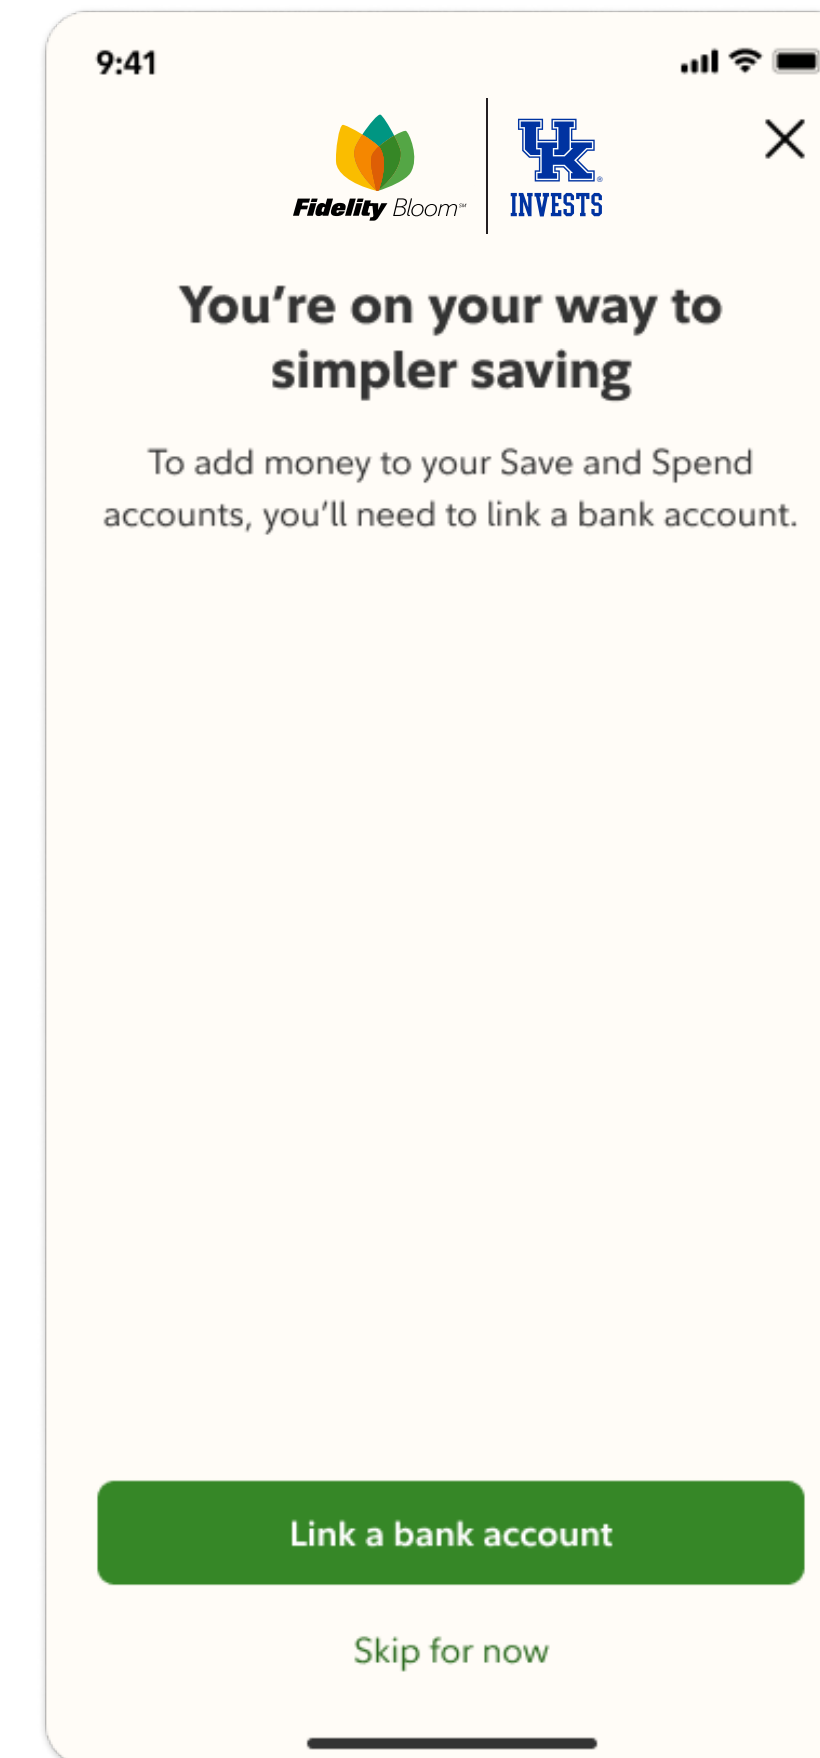 9:41
Fidelity Bloom℠
UK®
INVESTS
You’re on your way to
simpler saving
To add money to your Save and Spend
accounts, you’ll need to link a bank account.
Link a bank account
Skip for now